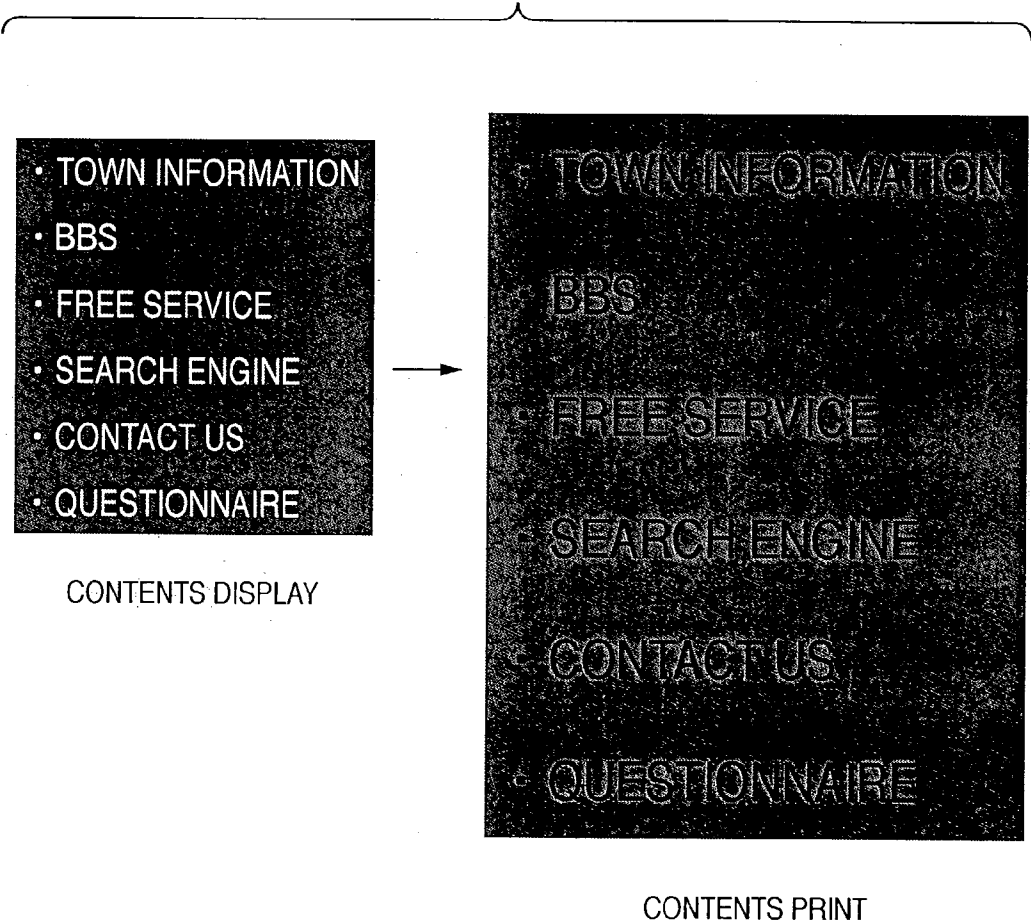 · TOWN INFORMATION
· BBS
· FREE SERVICE
· SEARCH ENGINE
· CONTACT US
· QUESTIONNAIRE
CONTENTS DISPLAY
· TOWN INFORMATION
BBS
· FREE SERVICE
· SEARCH ENGINE
· CONTACT US
· QUESTIONNAIRE
CONTENTS PRINT